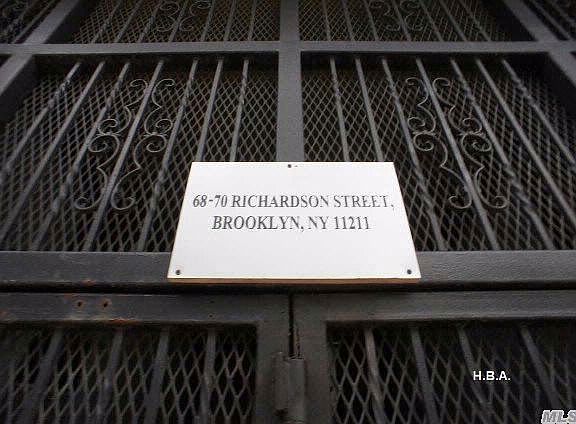 68-70 RICHARDSON STREET,
BROOKLYN, NY 11211
H.B.A.
MLS